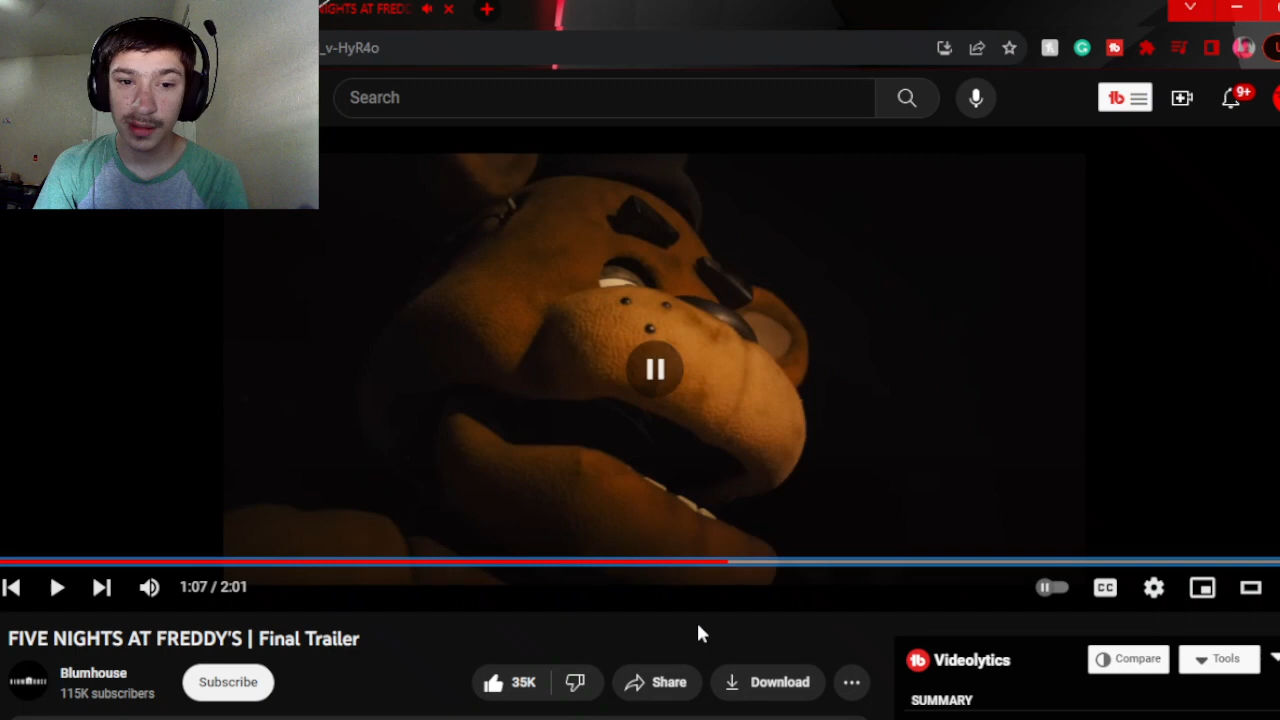 NIGHTS AT FREDD
_v-HyR4o
Search
9+
1:07 / 2:01
CC
FIVE NIGHTS AT FREDDY'S | Final Trailer
Blumhouse
115K subscribers
Subscribe
35K
Share
Download
Videolytics
Compare
Tools
SUMMARY